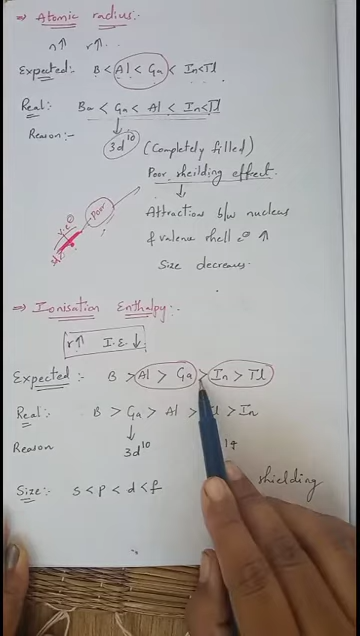 => Atomic radius:-
n↑ r↑
Expected: B < Al < Ga < In < Tl
Real: Ba < Ga < Al < In < Tl
Reason:- 3d¹⁰ (Completely filled)
Poor sheilding effect
Poor
Attraction b/w nucleus
& valence shell e⊖ ↑
Size decreases
=> Ionisation Enthalpy:-
r↑ I.E. ↓
Expected: B > Al > Ga > In > Tl
Real: B > Ga > Al > Tl > In
Reason 3d¹⁰
shielding
Size: s < p < d < f